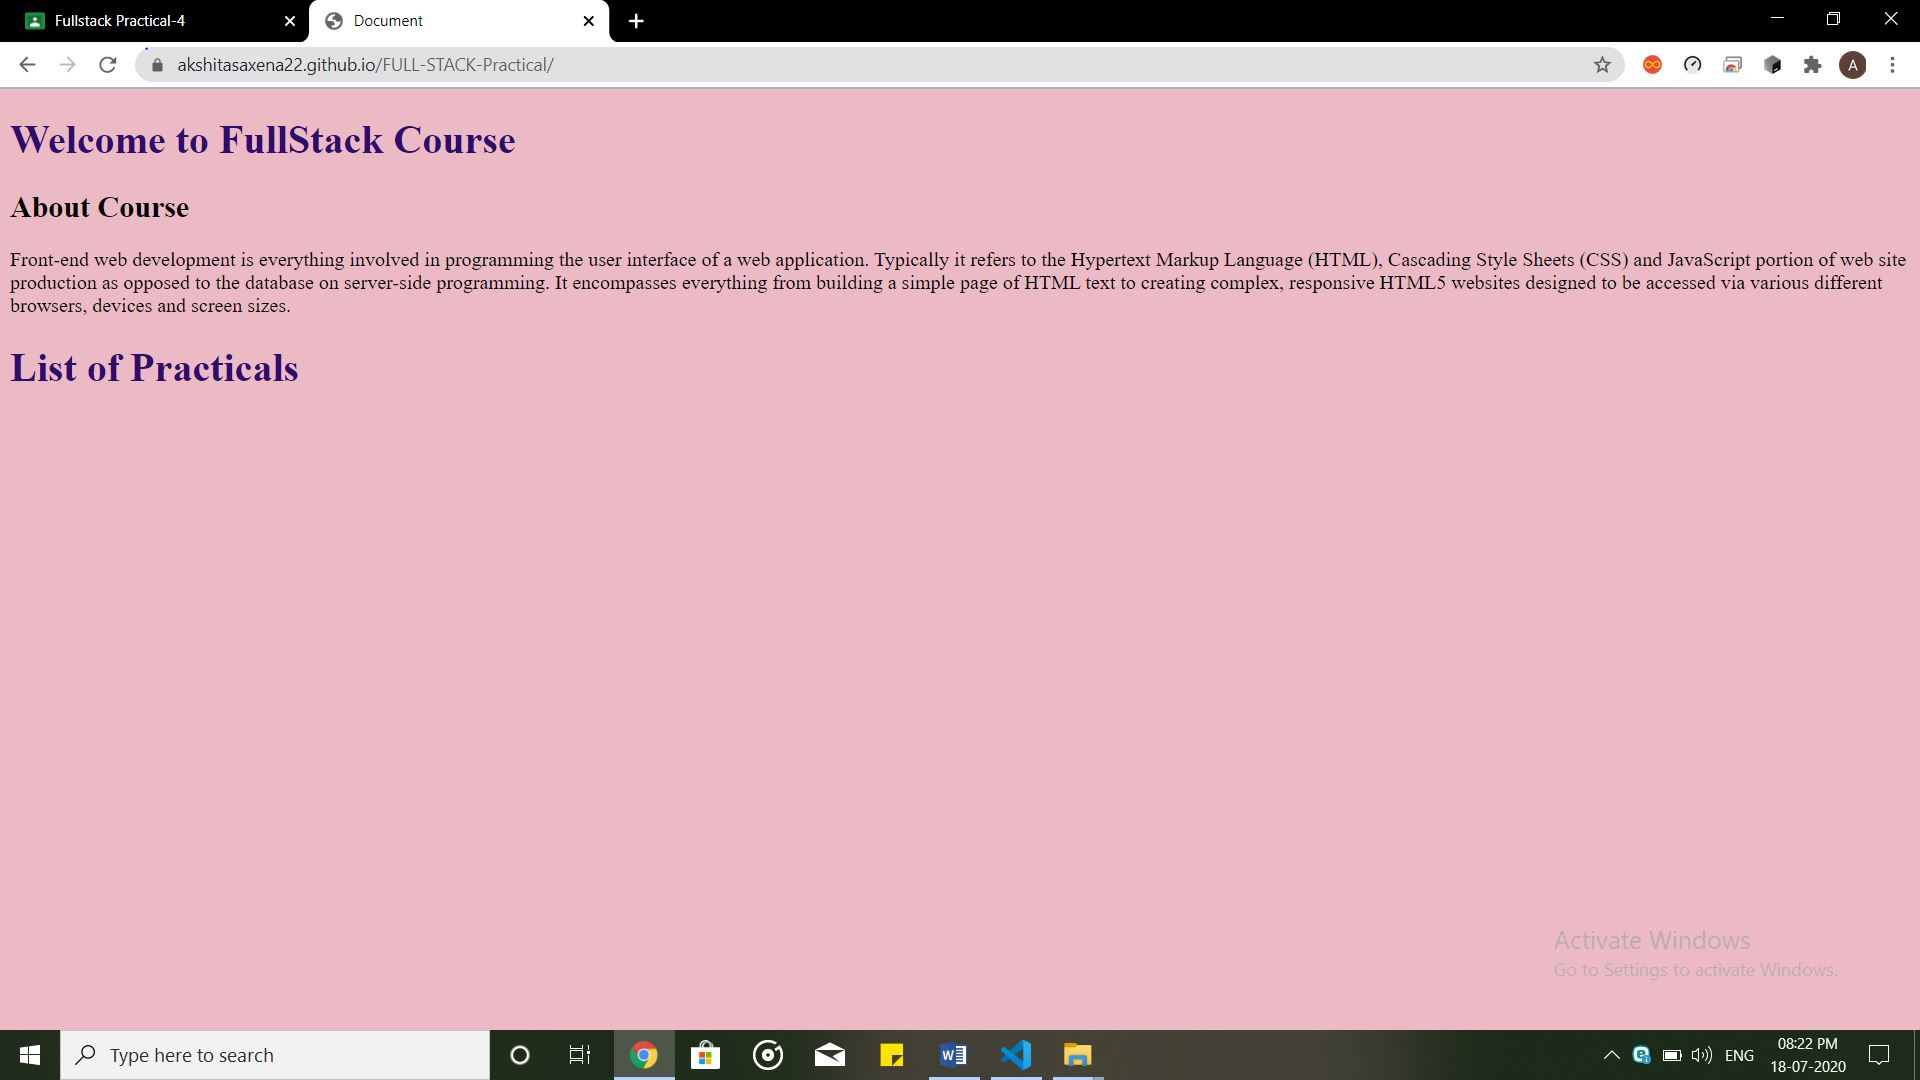 Fullstack Practical-4
Document
akshitasaxena22.github.io/FULL-STACK-Practical/
A
Welcome to FullStack Course
About Course
Front-end web development is everything involved in programming the user interface of a web application. Typically it refers to the Hypertext Markup Language (HTML), Cascading Style Sheets (CSS) and JavaScript portion of web site
production as opposed to the database on server-side programming. It encompasses everything from building a simple page of HTML text to creating complex, responsive HTML5 websites designed to be accessed via various different
browsers, devices and screen sizes.
List of Practicals
Activate Windows
Go to Settings to activate Windows.
Type here to search
ENG
08:22 PM
18-07-2020